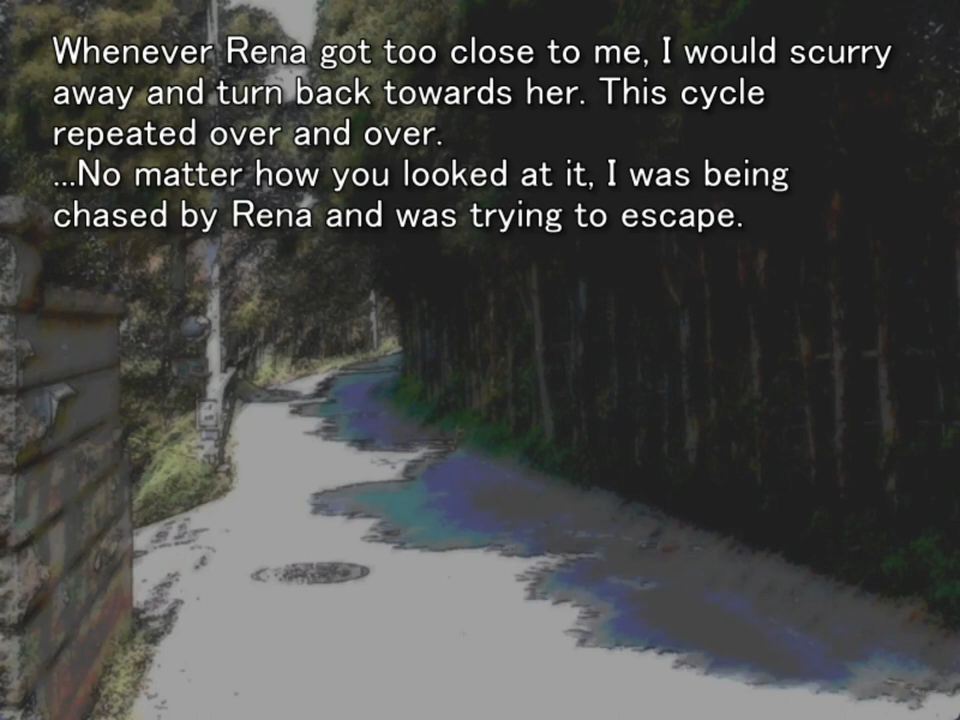 Whenever Rena got too close to me, I would scurry
away and turn back towards her. This cycle
repeated over and over.
...No matter how you looked at it, I was being
chased by Rena and was trying to escape.